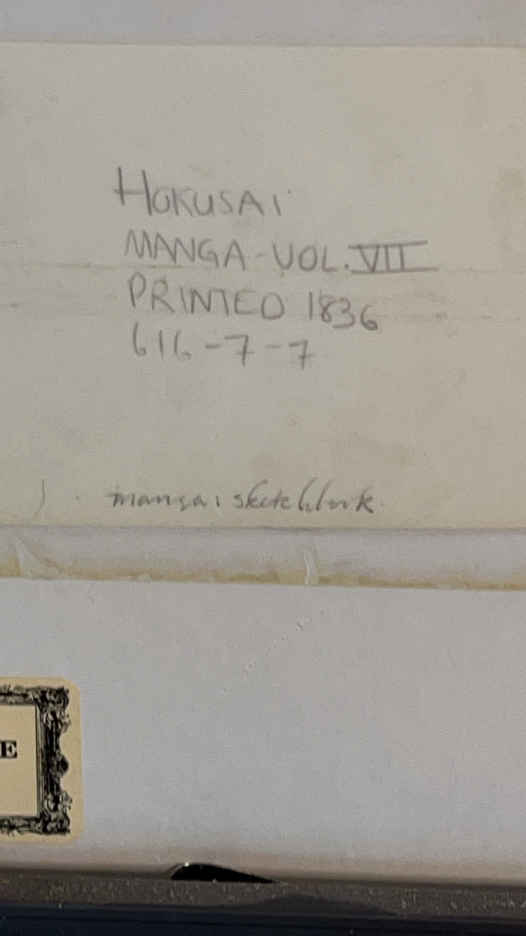 HOKUSAI
MANGA-VOL. VII
PRINTED 1836
616-7-7
manga: sketchbook.
E